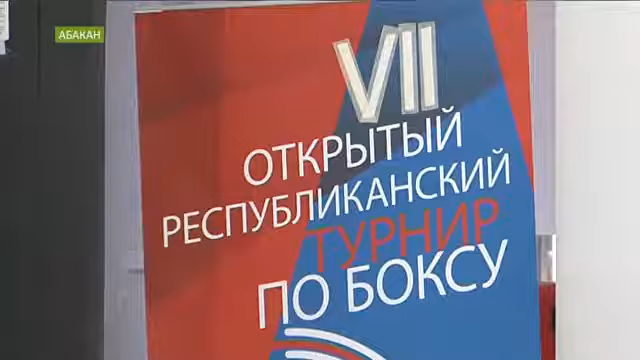 АБАКАН
VII
ОТКРЫТЫЙ
РЕСПУБЛИКАНСКИЙ
ТУРНИР
ПО БОКСУ